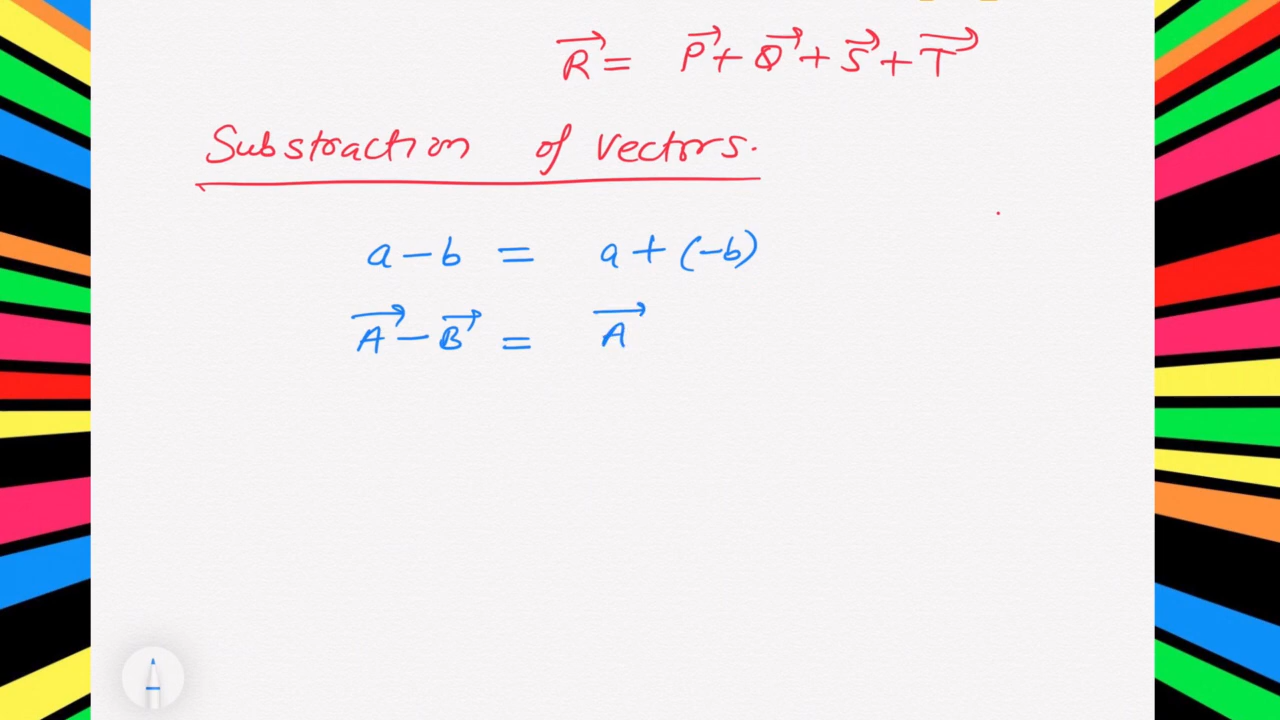 R⃗ = P⃗ + Q⃗ + S⃗ + T⃗
Substraction of vectors.
a - b = a + (-b)
A⃗ - B⃗ = A⃗